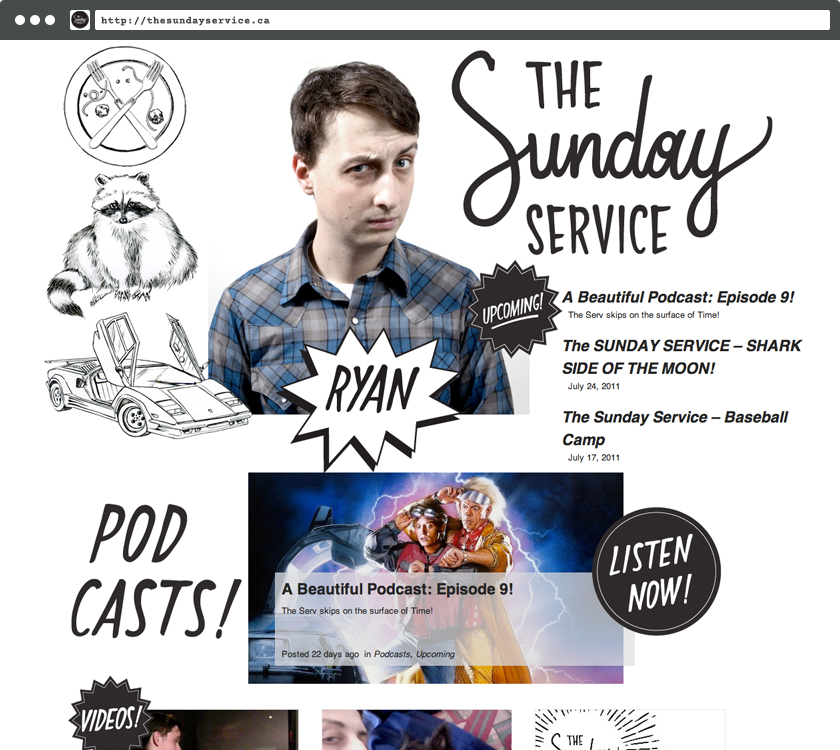 http://thesundayservice.ca
THE
Sunday
SERVICE
UPCOMING!
A Beautiful Podcast: Episode 9!
The Serv skips on the surface of Time!
The SUNDAY SERVICE – SHARK
SIDE OF THE MOON!
July 24, 2011
The Sunday Service – Baseball
Camp
July 17, 2011
RYAN
POD
CASTS!
A Beautiful Podcast: Episode 9!
The Serv skips on the surface of Time!
Posted 22 days ago in Podcasts, Upcoming
LISTEN
NOW!
VIDEOS!
THE